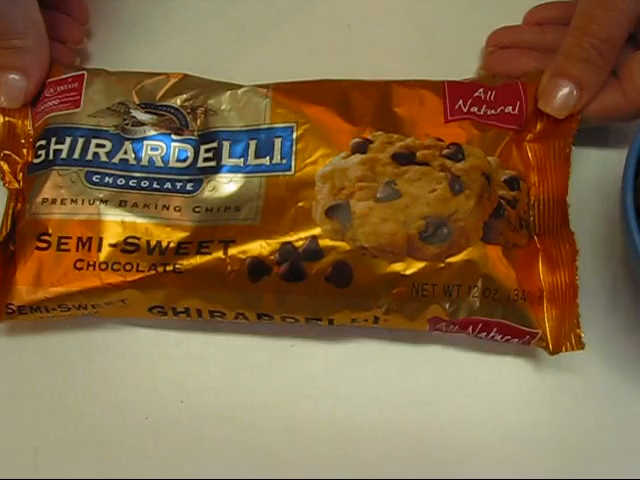 All
Natural
GHIRARDELLI
CHOCOLATE
PREMIUM BAKING CHIPS
SEMI-SWEET
CHOCOLATE
NET WT 12 OZ. (340
SEMI-SWEET
GHIRARDELLI
All Natural